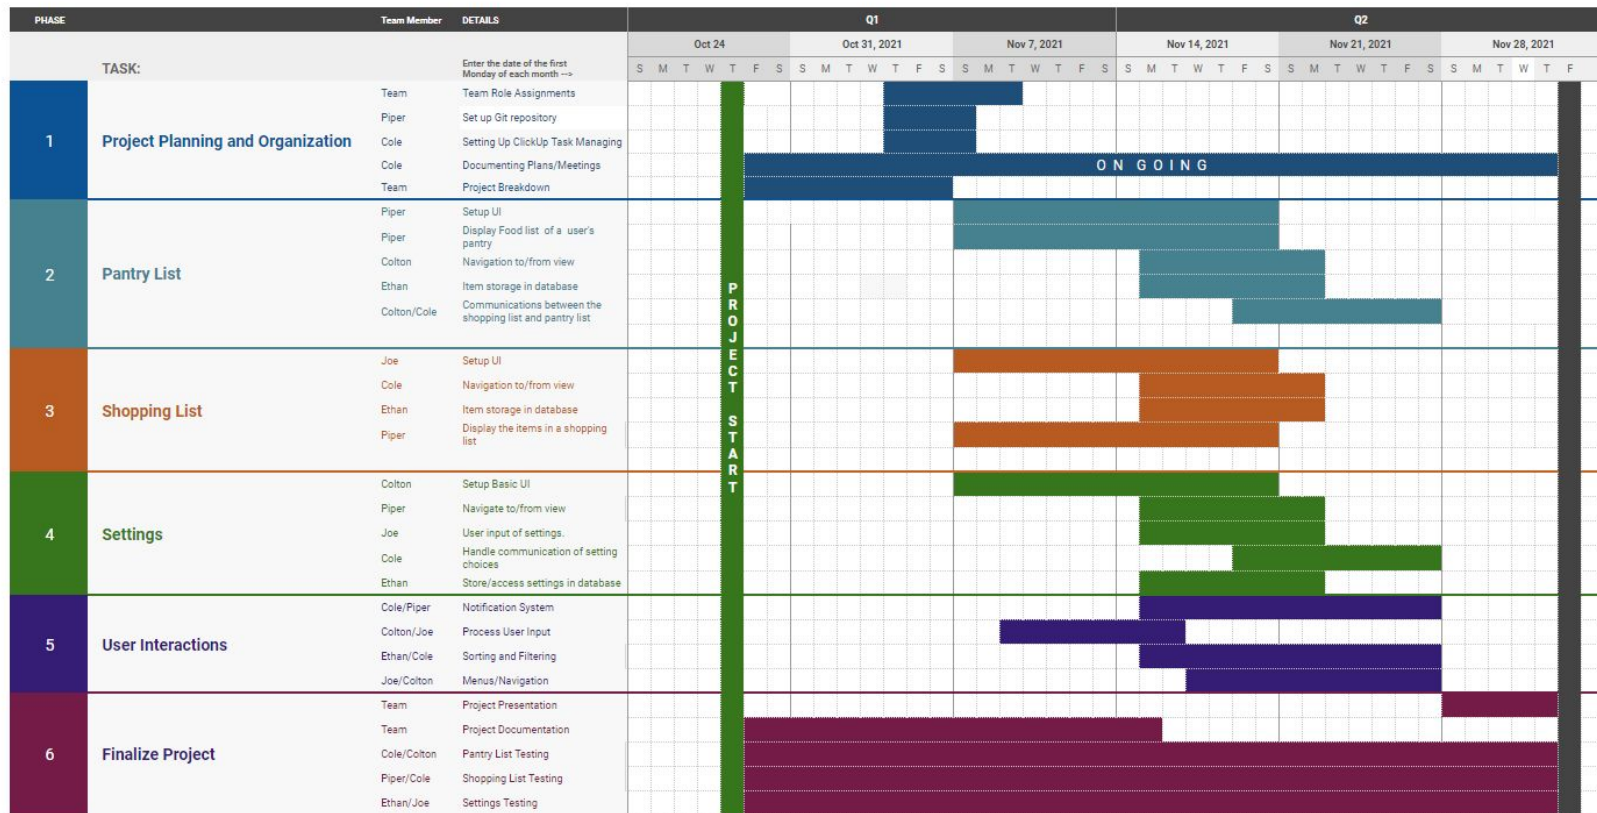 PHASE Team Member DETAILS Q1 Q2
Oct 24 Oct 31, 2021 Nov 7, 2021 Nov 14, 2021 Nov 21, 2021 Nov 28, 2021
TASK: Enter the date of the first
Monday of each month -->
S M T W T F S S M T W T F S S M T W T F S S M T W T F S S M T W T F S S M T W T F
1
Project Planning and Organization
Team Team Role Assignments
Piper Set up Git repository
Cole Setting Up ClickUp Task Managing
Cole Documenting Plans/Meetings ON GOING
Team Project Breakdown
2
Pantry List
Piper Setup UI
Piper Display Food list of a user's
pantry
Colton Navigation to/from view
Ethan Item storage in database
Colton/Cole Communications between the
shopping list and pantry list
PROJECT START
3
Shopping List
Joe Setup UI
Cole Navigation to/from view
Ethan Item storage in database
Piper Display the items in a shopping
list
4
Settings
Colton Setup Basic UI
Piper Navigate to/from view
Joe User input of settings.
Cole Handle communication of setting
choices
Ethan Store/access settings in database
5
User Interactions
Cole/Piper Notification System
Colton/Joe Process User Input
Ethan/Cole Sorting and Filtering
Joe/Colton Menus/Navigation
6
Finalize Project
Team Project Presentation
Team Project Documentation
Cole/Colton Pantry List Testing
Piper/Cole Shopping List Testing
Ethan/Joe Settings Testing